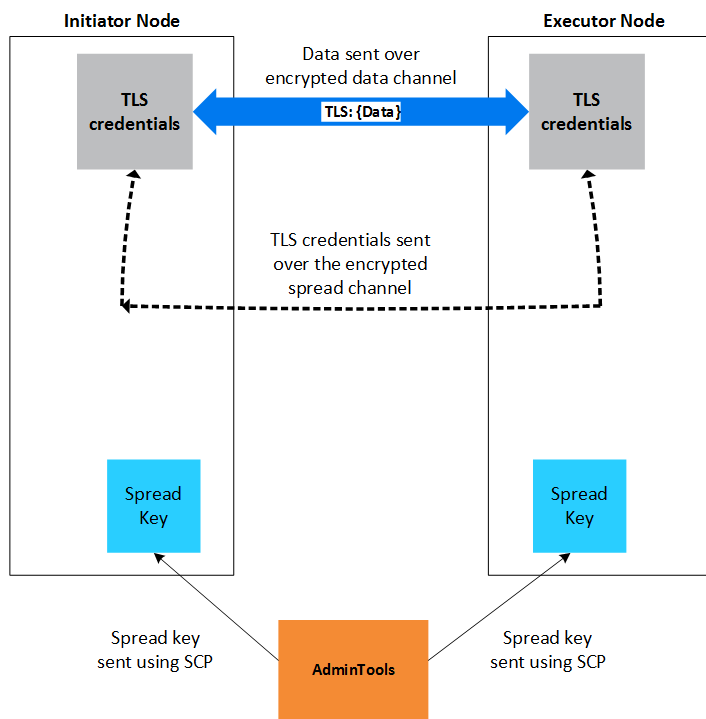 Initiator Node
Executor Node
Data sent over
encrypted data channel
TLS
credentials
TLS: {Data}
TLS
credentials
TLS credentials sent
over the encrypted
spread channel
Spread
Key
Spread
Key
Spread key
sent using SCP
AdminTools
Spread key
sent using SCP